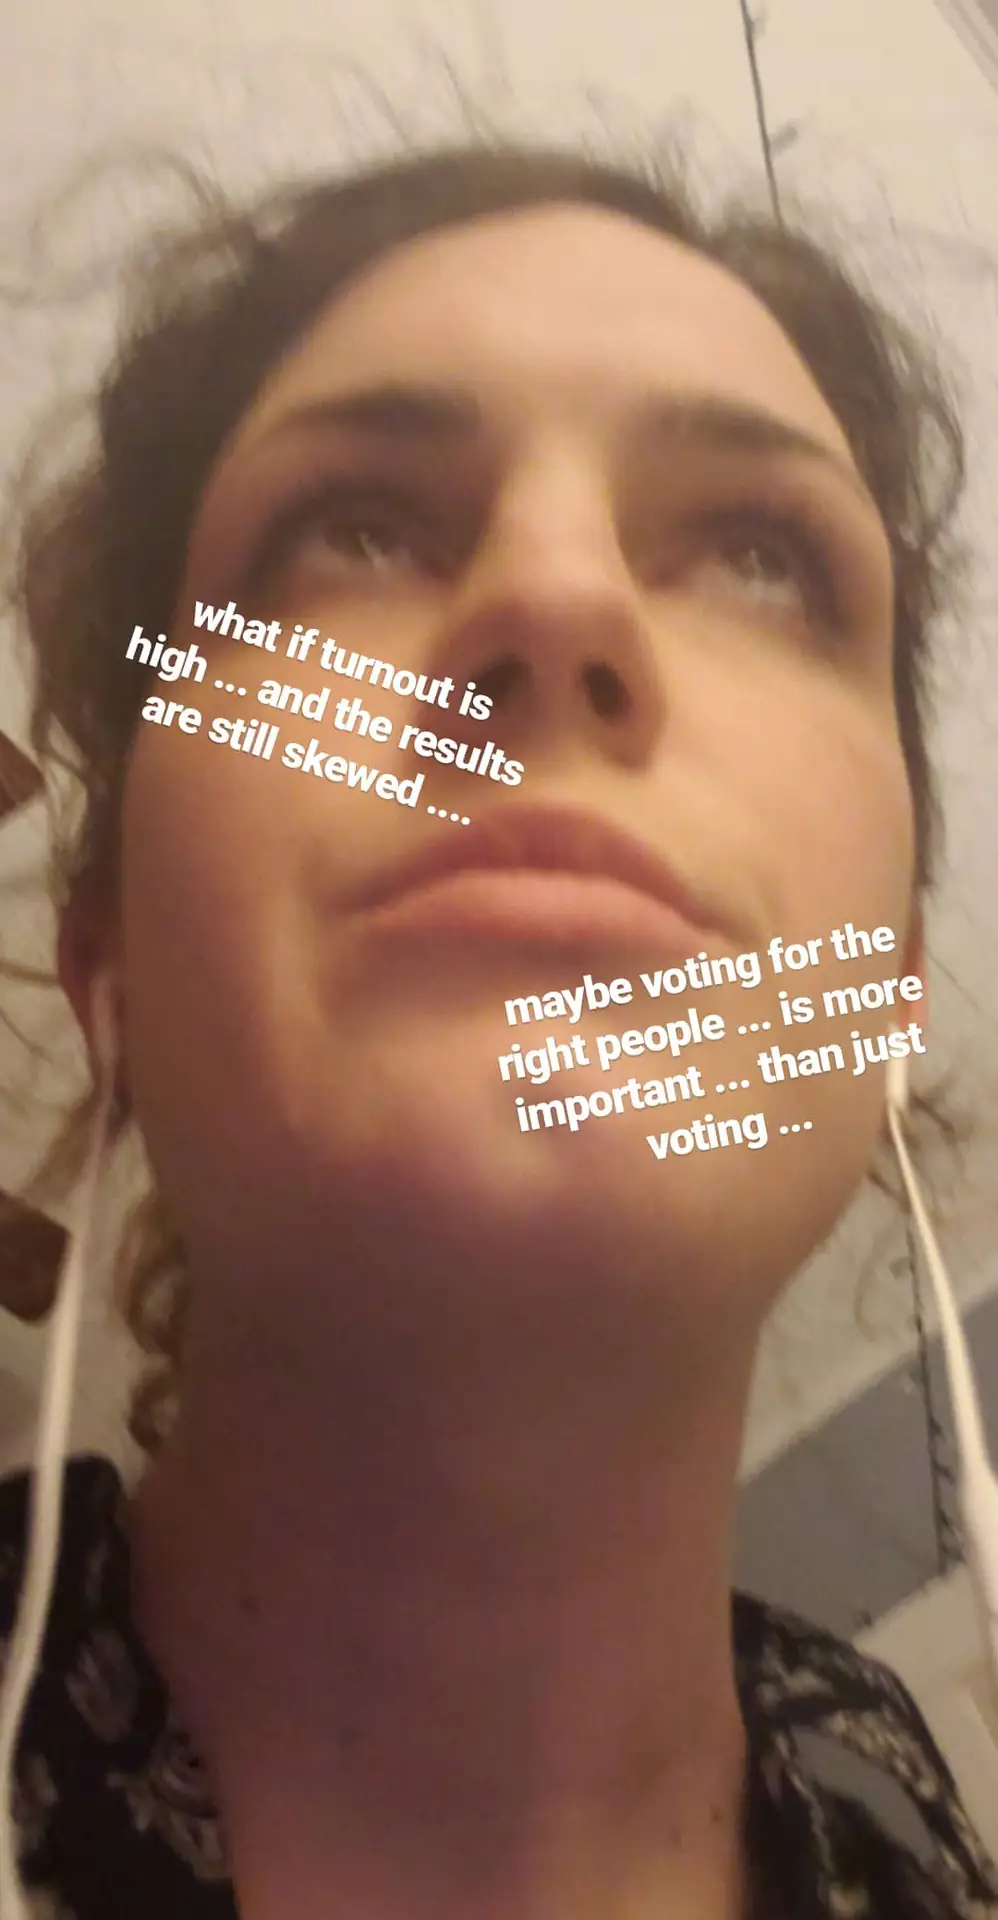 what if turnout is
high ... and the results
are still skewed ....
maybe voting for the
right people ... is more
important ... than just
voting ...